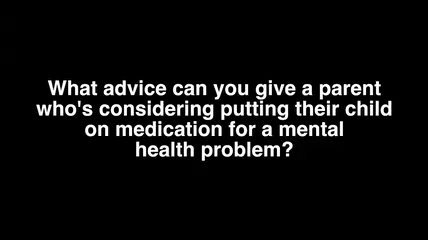 What advice can you give a parent
who's considering putting their child
on medication for a mental
health problem?